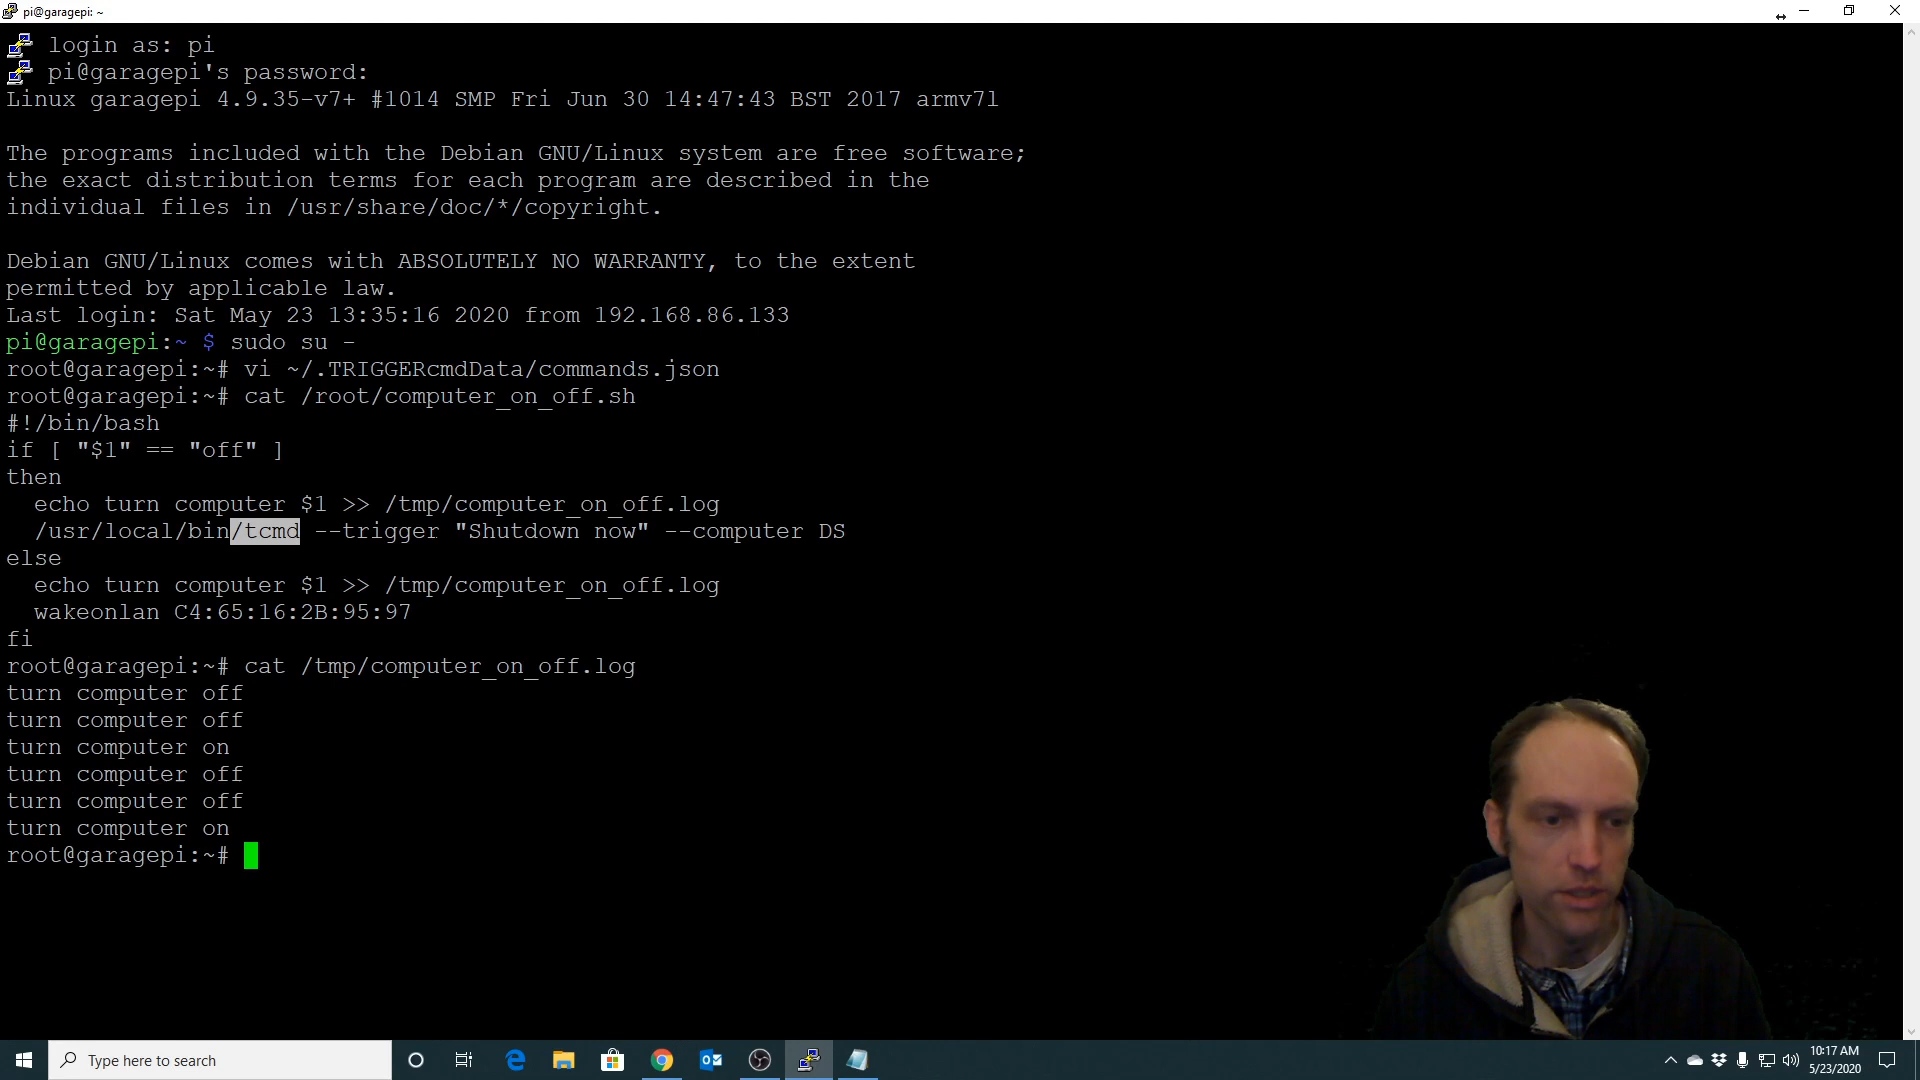 pi@garagepi: ~
login as: pi
pi@garagepi's password:
Linux garagepi 4.9.35-v7+ #1014 SMP Fri Jun 30 14:47:43 BST 2017 armv7l
The programs included with the Debian GNU/Linux system are free software;
the exact distribution terms for each program are described in the
individual files in /usr/share/doc/*/copyright.
Debian GNU/Linux comes with ABSOLUTELY NO WARRANTY, to the extent
permitted by applicable law.
Last login: Sat May 23 13:35:16 2020 from 192.168.86.133
pi@garagepi:~ $ sudo su -
root@garagepi:~# vi ~/.TRIGGERcmdData/commands.json
root@garagepi:~# cat /root/computer_on_off.sh
#!/bin/bash
if [ "$1" == "off" ]
then
  echo turn computer $1 >> /tmp/computer_on_off.log
  /usr/local/bin/tcmd --trigger "Shutdown now" --computer DS
else
  echo turn computer $1 >> /tmp/computer_on_off.log
  wakeonlan C4:65:16:2B:95:97
fi
root@garagepi:~# cat /tmp/computer_on_off.log
turn computer off
turn computer off
turn computer on
turn computer off
turn computer off
turn computer on
root@garagepi:~#
Type here to search
10:17 AM
5/23/2020